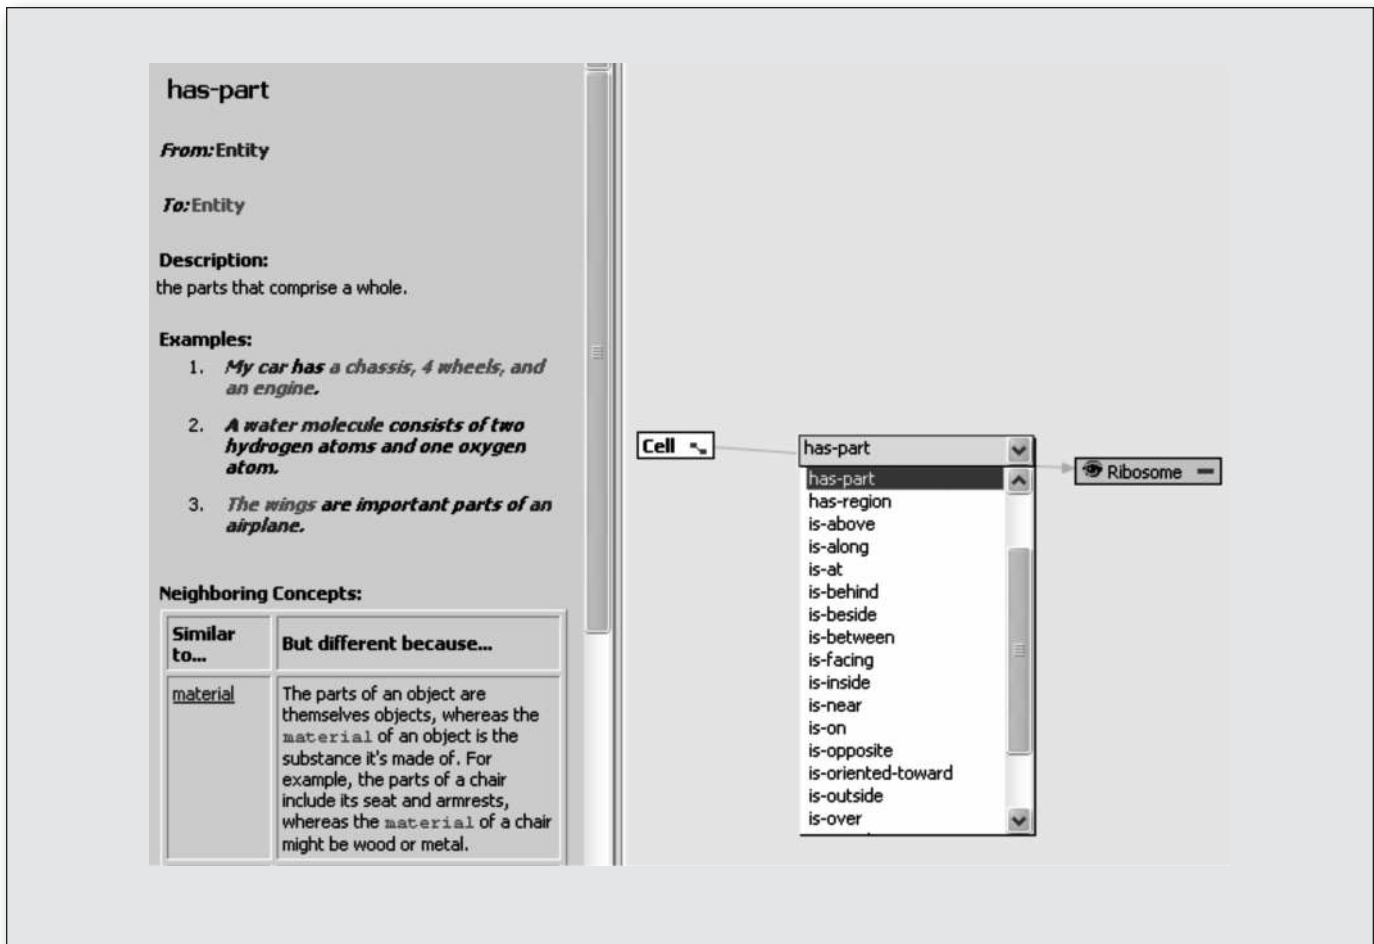 has-part
From: Entity
To: Entity
Description:
the parts that comprise a whole.
Examples:
1. My car has a chassis, 4 wheels, and
an engine.
2. A water molecule consists of two
hydrogen atoms and one oxygen
atom.
3. The wings are important parts of an
airplane.
Neighboring Concepts:
Similar
to...
But different because...
material
The parts of an object are
themselves objects, whereas the
material of an object is the
substance it's made of. For
example, the parts of a chair
include its seat and armrests,
whereas the material of a chair
might be wood or metal.
Cell
has-part
has-part
has-region
is-above
is-along
is-at
is-behind
is-beside
is-between
is-facing
is-inside
is-near
is-on
is-opposite
is-oriented-toward
is-outside
is-over
Ribosome